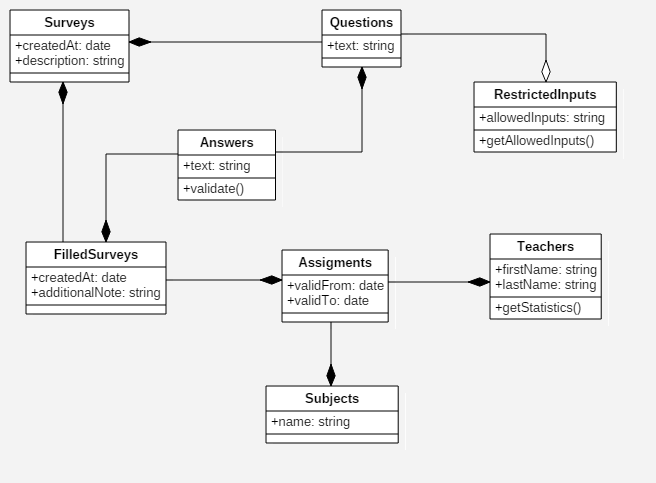 Surveys
+createdAt: date
+description: string
Questions
+text: string
RestrictedInputs
+allowedInputs: string
+getAllowedInputs()
Answers
+text: string
+validate()
FilledSurveys
+createdAt: date
+additionalNote: string
Assigments
+validFrom: date
+validTo: date
Teachers
+firstName: string
+lastName: string
+getStatistics()
Subjects
+name: string